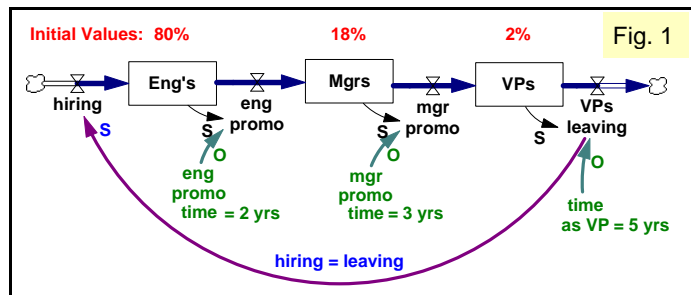 Initial Values: 80% 18% 2%
Fig. 1
Eng's
Mgrs
VPs
hiring
eng
promo
mgr
promo
VPs
leaving
S
S
S
S
O
O
O
eng
promo
time = 2 yrs
mgr
promo
time = 3 yrs
time
as VP = 5 yrs
hiring = leaving